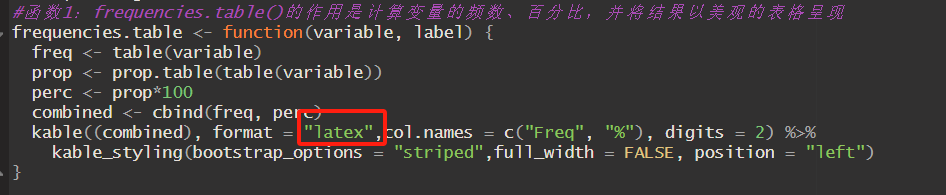 #函数1：frequencies.table()的作用是计算变量的频数、百分比，并将结果以美观的表格呈现
frequencies.table <- function(variable, label) {
  freq <- table(variable)
  prop <- prop.table(table(variable))
  perc <- prop*100
  combined <- cbind(freq, perc)
  kable((combined), format = "latex",col.names = c("Freq", "%"), digits = 2) %>%
    kable_styling(bootstrap_options = "striped",full_width = FALSE, position = "left")
}